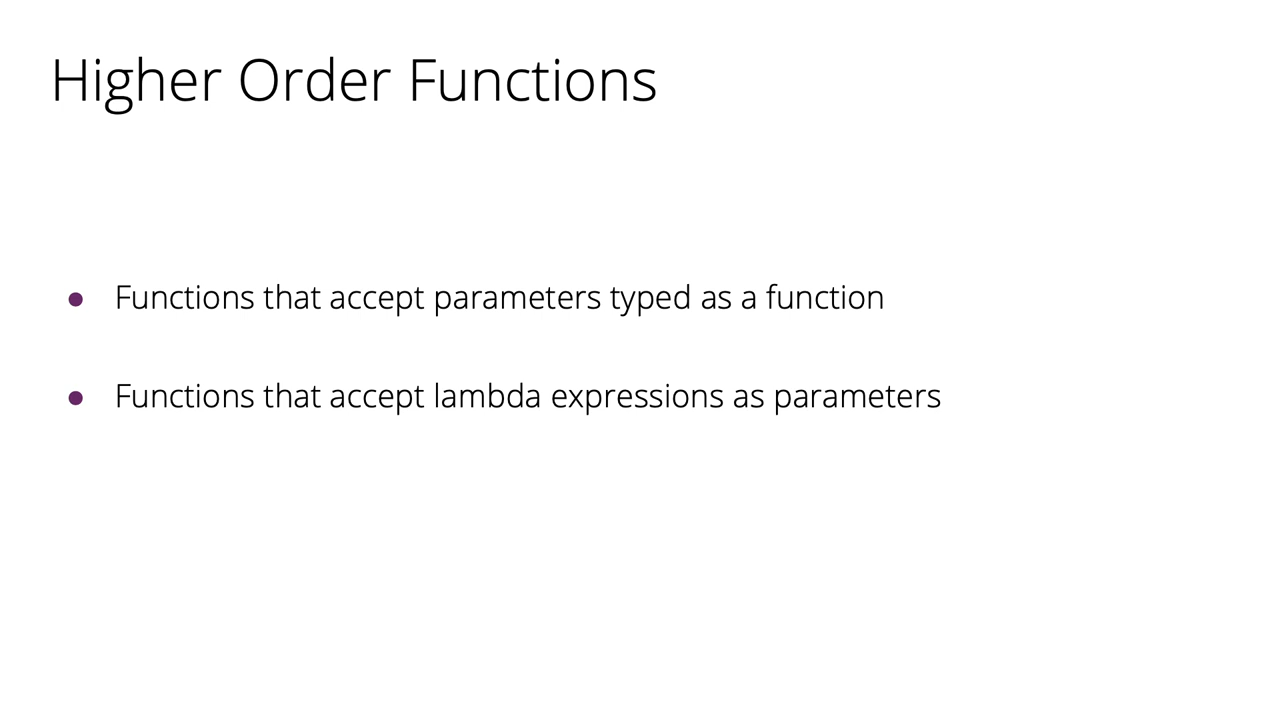 Higher Order Functions
● Functions that accept parameters typed as a function
● Functions that accept lambda expressions as parameters